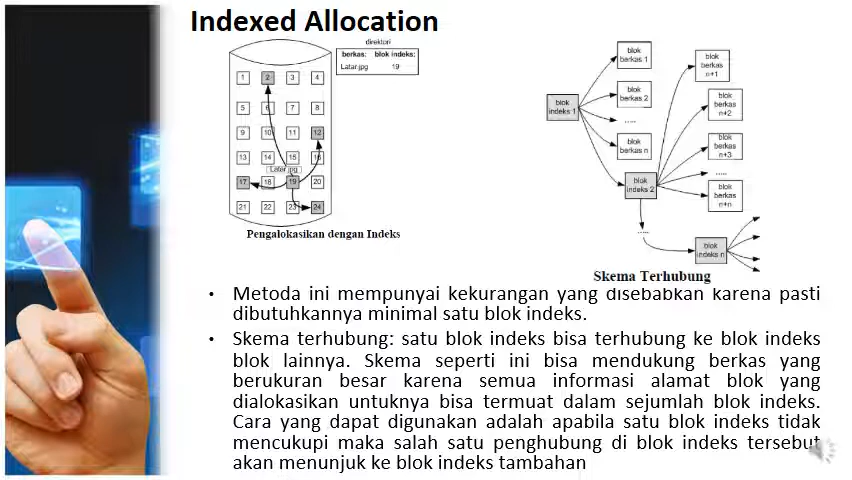 Indexed Allocation
direktori
berkas: blok indeks:
Latar.jpg 19
1 2 3 4
5 6 7 8
9 10 11 12
13 14 15 16
Latar.jpg
17 18 19 20
21 22 23 24
Pengalokasikan dengan Indeks
blok indeks 1
blok berkas 1
blok berkas 2
.....
blok berkas n
blok indeks 2
blok berkas n+1
blok berkas n+2
blok berkas n+3
.....
blok berkas n+n
.....
blok indeks n
Skema Terhubung
• Metoda ini mempunyai kekurangan yang disebabkan karena pasti
dibutuhkannya minimal satu blok indeks.
• Skema terhubung: satu blok indeks bisa terhubung ke blok indeks
blok lainnya. Skema seperti ini bisa mendukung berkas yang
berukuran besar karena semua informasi alamat blok yang
dialokasikan untuknya bisa termuat dalam sejumlah blok indeks.
Cara yang dapat digunakan adalah apabila satu blok indeks tidak
mencukupi maka salah satu penghubung di blok indeks tersebut
akan menunjuk ke blok indeks tambahan